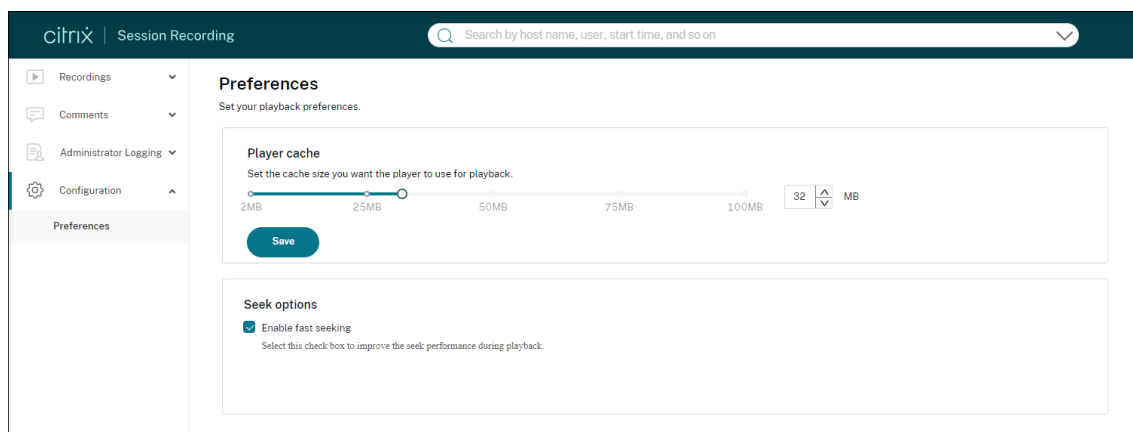 citrix | Session Recording
Search by host name, user, start time, and so on
Recordings
Comments
Administrator Logging
Configuration
Preferences
Preferences
Set your playback preferences.
Player cache
Set the cache size you want the player to use for playback.
2MB 25MB 50MB 75MB 100MB
32 MB
Save
Seek options
Enable fast seeking
Select this check box to improve the seek performance during playback.